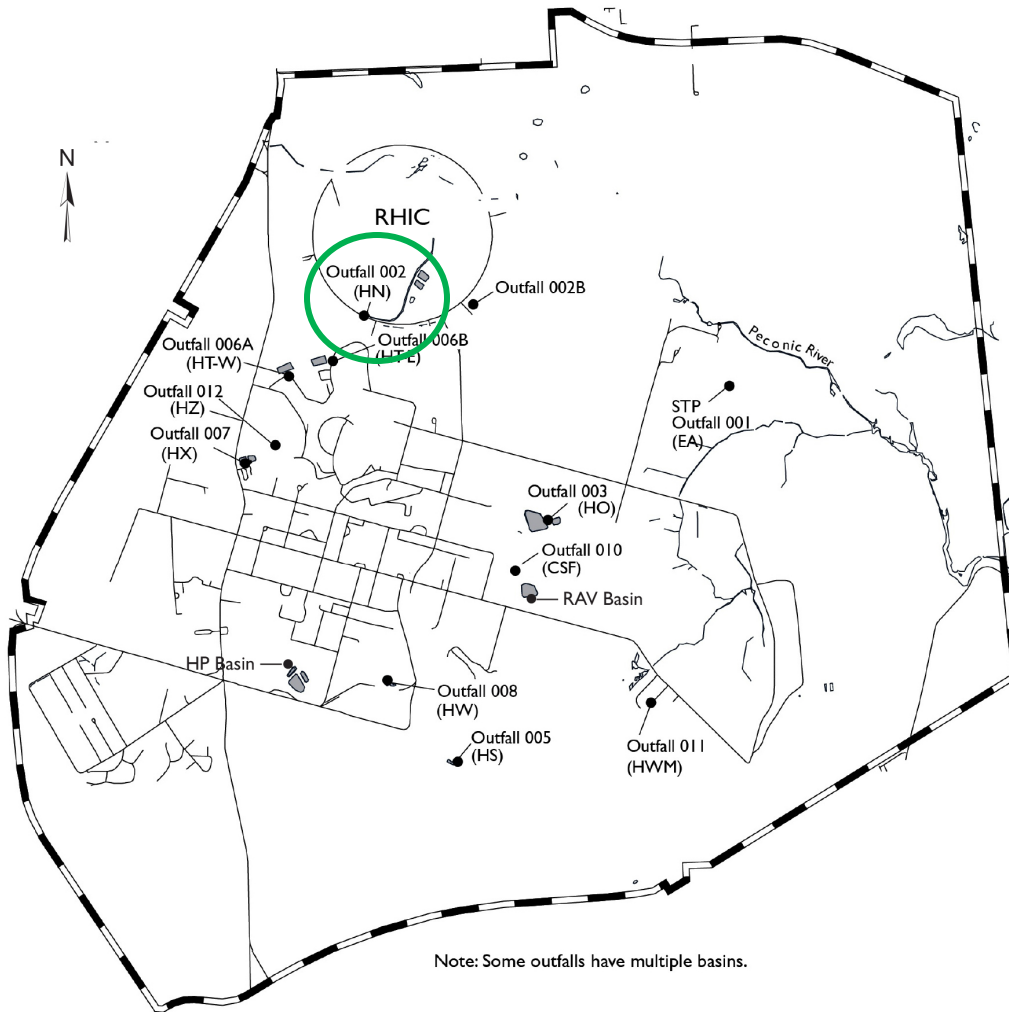 N
RHIC
Outfall 002
(HN)
Outfall 002B
Outfall 006A
(HT-W)
Outfall 006B
(HT-E)
Peconic River
Outfall 012
(HZ)
STP
Outfall 001
(EA)
Outfall 007
(HX)
Outfall 003
(HO)
Outfall 010
(CSF)
RAV Basin
HP Basin
Outfall 008
(HW)
Outfall 005
(HS)
Outfall 011
(HWM)
Note: Some outfalls have multiple basins.